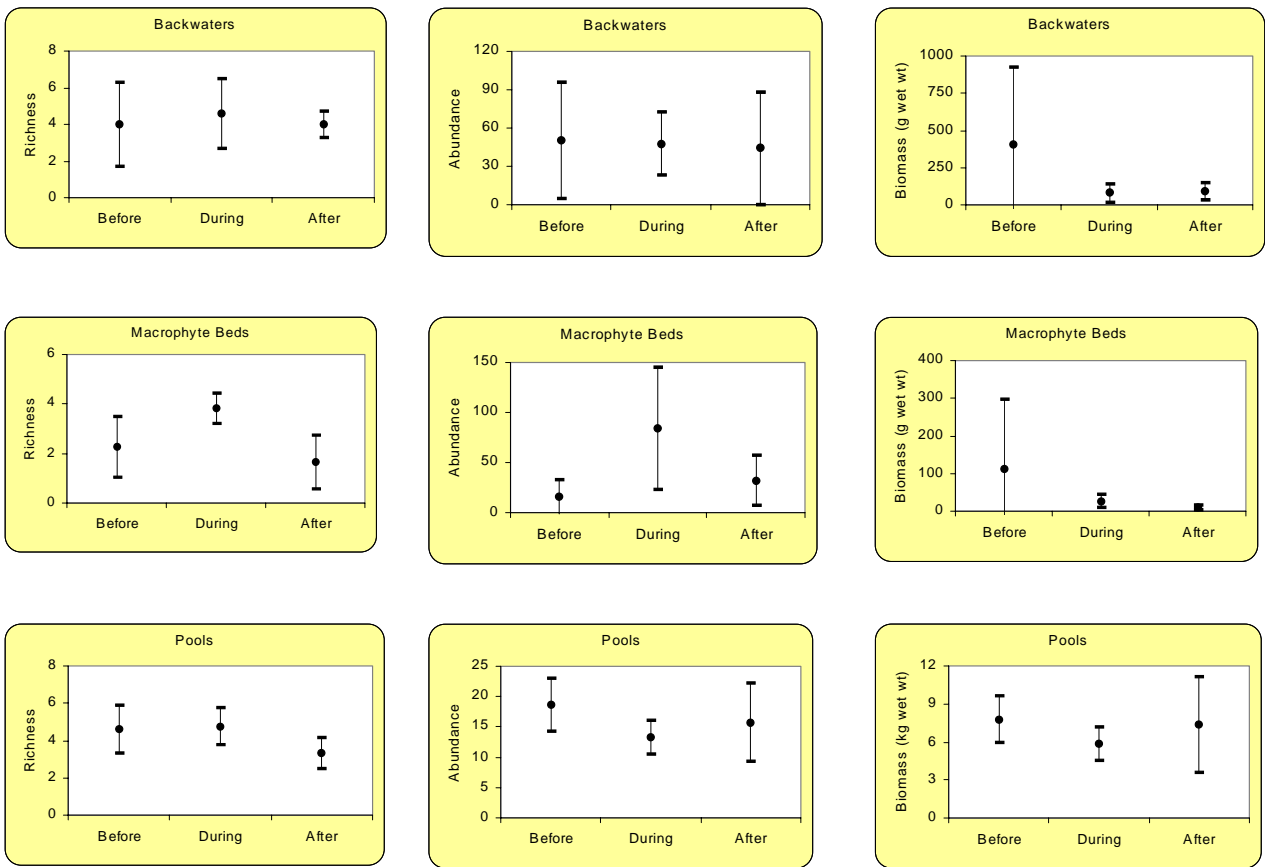 Backwaters
8
6
4
2
0
Richness
Before During After
Backwaters
120
90
60
30
0
Abundance
Before During After
Backwaters
1000
750
500
250
0
Biomass (g wet wt)
Before During After
Macrophyte Beds
6
4
2
0
Richness
Before During After
Macrophyte Beds
150
100
50
0
Abundance
Before During After
Macrophyte Beds
400
300
200
100
0
Biomass (g wet wt)
Before During After
Pools
8
6
4
2
0
Richness
Before During After
Pools
25
20
15
10
5
0
Abundance
Before During After
Pools
12
9
6
3
0
Biomass (kg wet wt)
Before During After